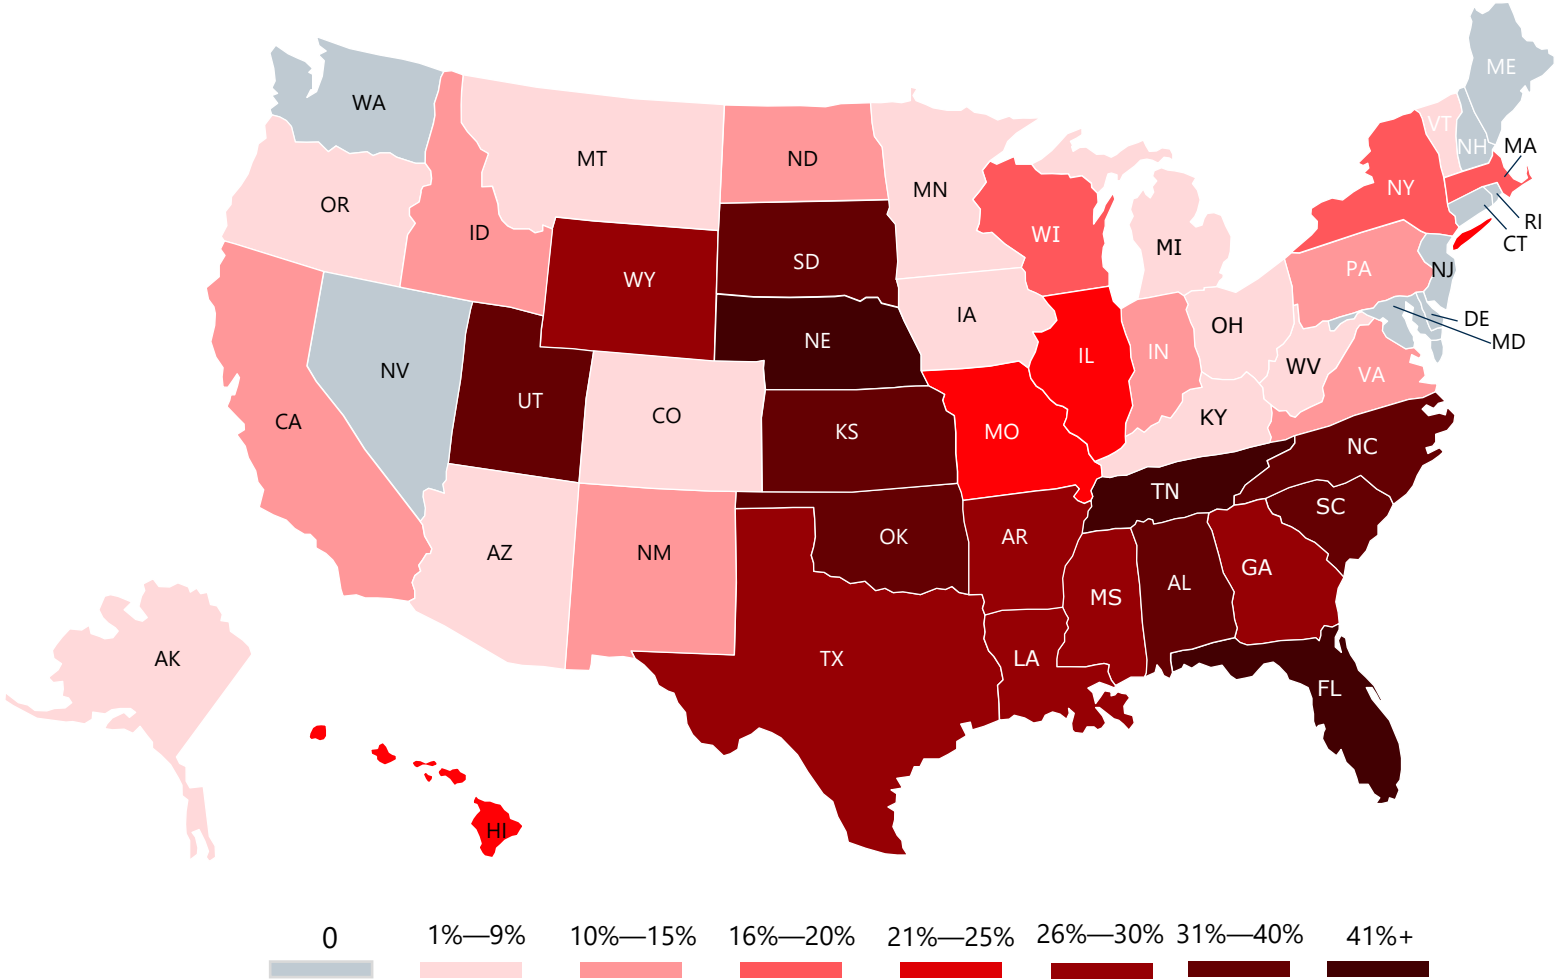 ME
WA
VT
NH
MA
MT
ND
MN
NY
OR
ID
WI
RI
CT
MI
SD
WY
PA
NJ
IA
DE
OH
NE
MD
IL
IN
WV
NV
VA
UT
CO
KY
CA
KS
MO
NC
TN
SC
OK
AR
AZ
NM
GA
AL
MS
AK
TX
LA
FL
HI
0 1%—9% 10%—15% 16%—20% 21%—25% 26%—30% 31%—40% 41%+